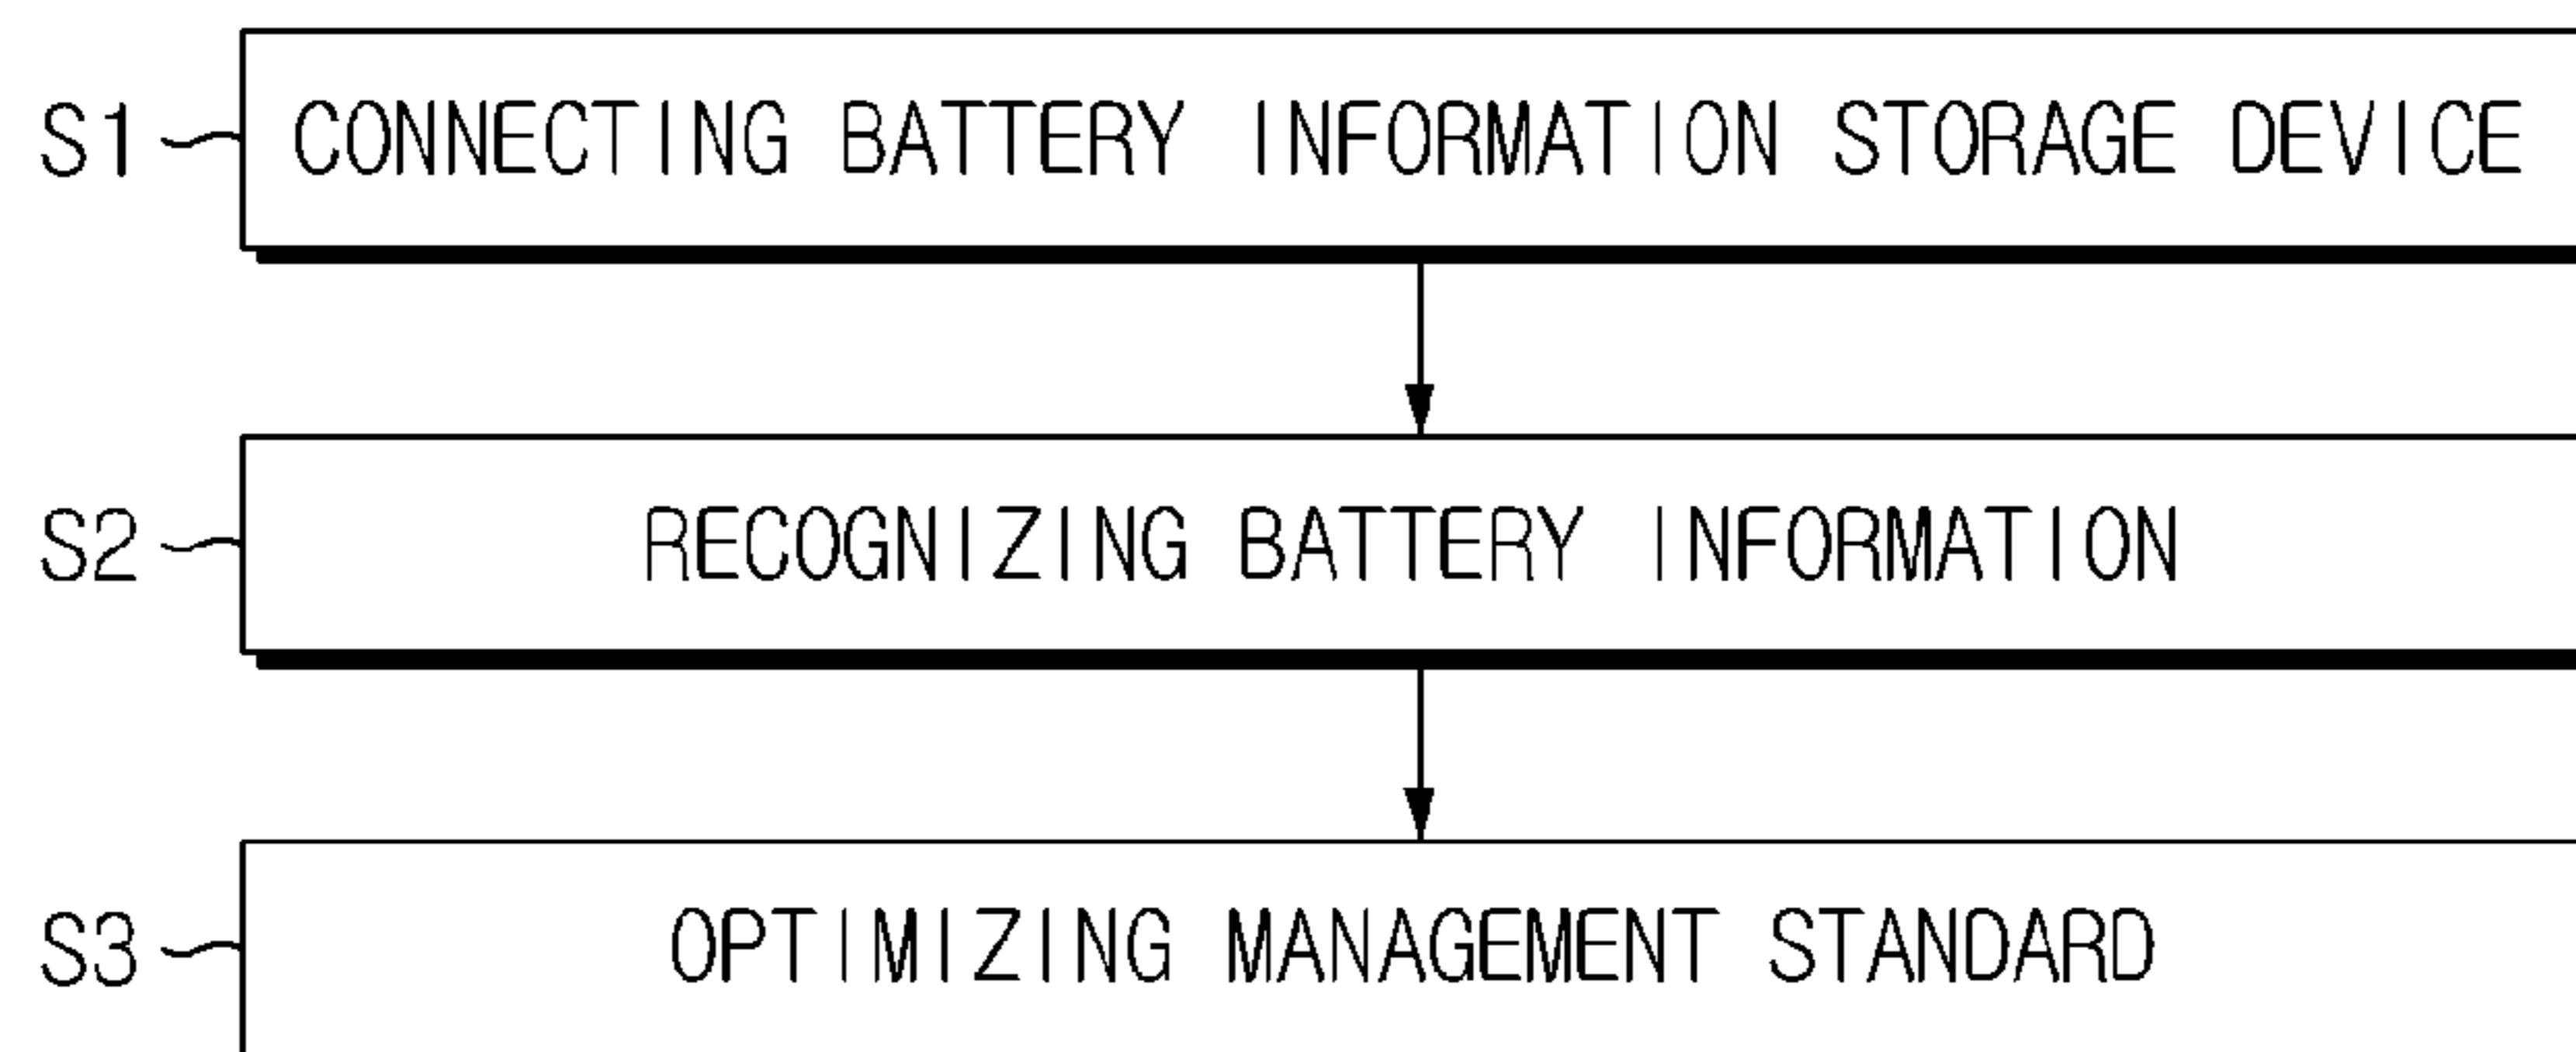 S1 CONNECTING BATTERY INFORMATION STORAGE DEVICE
S2 RECOGNIZING BATTERY INFORMATION
S3 OPTIMIZING MANAGEMENT STANDARD